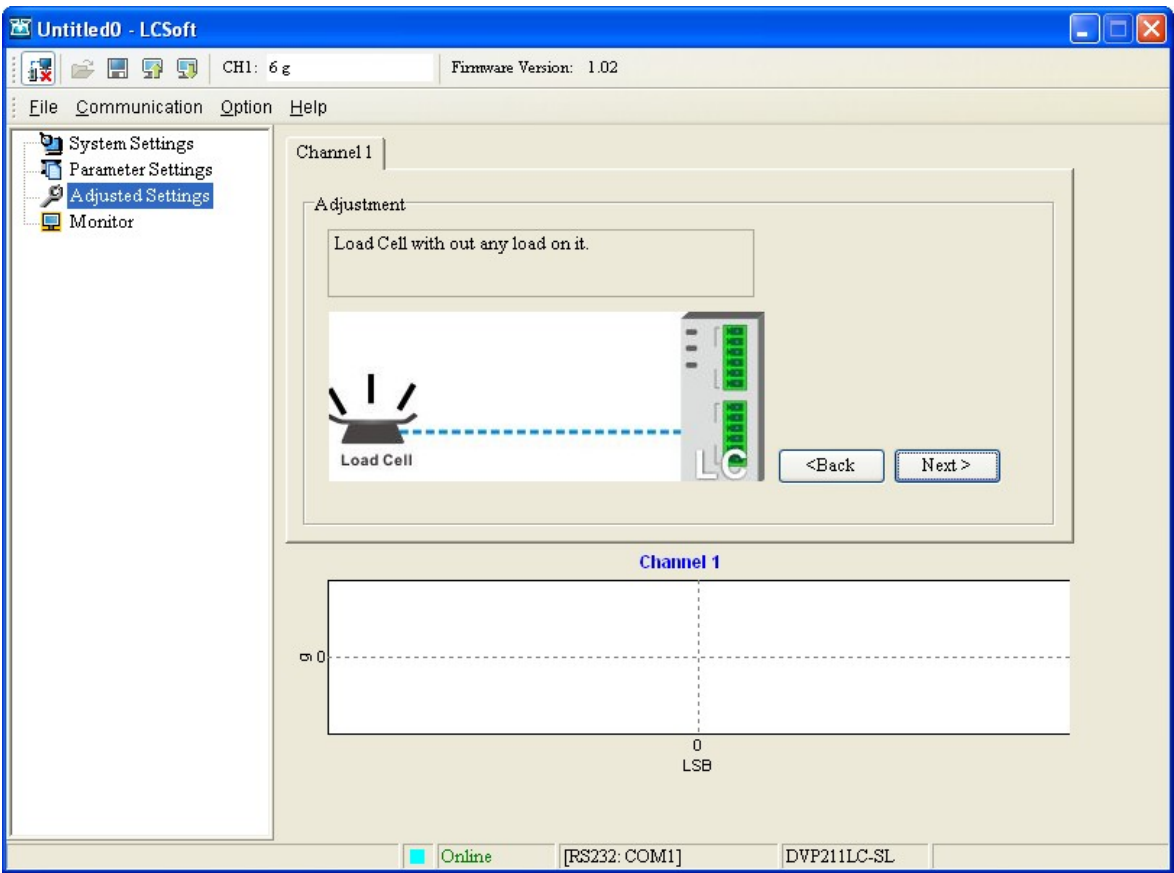 Untitled0 - LCSoft
CH1: 6 g
Firmware Version: 1.02
File Communication Option Help
System Settings
Parameter Settings
Adjusted Settings
Monitor
Channel 1
Adjustment
Load Cell with out any load on it.
Load Cell
LC
<Back
Next >
Channel 1
g
0
0
LSB
Online
[RS232: COM1]
DVP211LC-SL